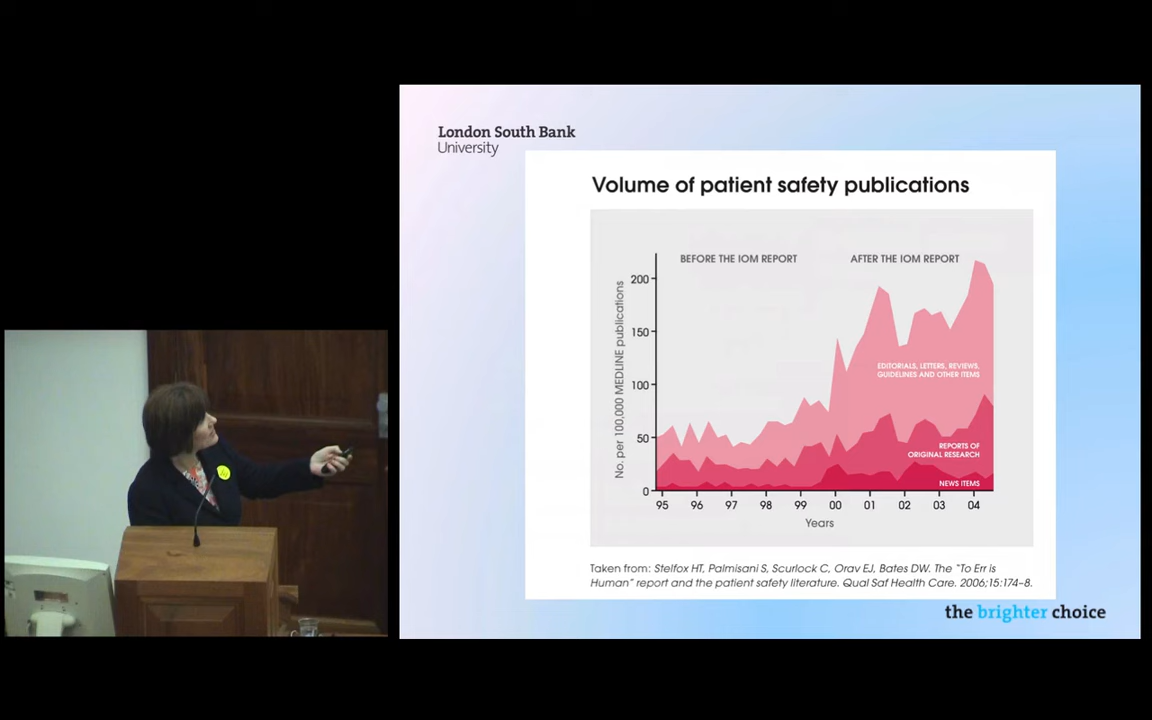 London South Bank
University
Volume of patient safety publications
BEFORE THE IOM REPORT
AFTER THE IOM REPORT
No. per 100,000 MEDLINE publications
200
150
100
50
0
EDITORIALS, LETTERS, REVIEWS,
GUIDELINES AND OTHER ITEMS
REPORTS OF
ORIGINAL RESEARCH
NEWS ITEMS
95 96 97 98 99 00 01 02 03 04
Years
Taken from: Stelfox HT, Palmisani S, Scurlock C, Orav EJ, Bates DW. The "To Err is
Human" report and the patient safety literature. Qual Saf Health Care. 2006;15:174–8.
the brighter choice